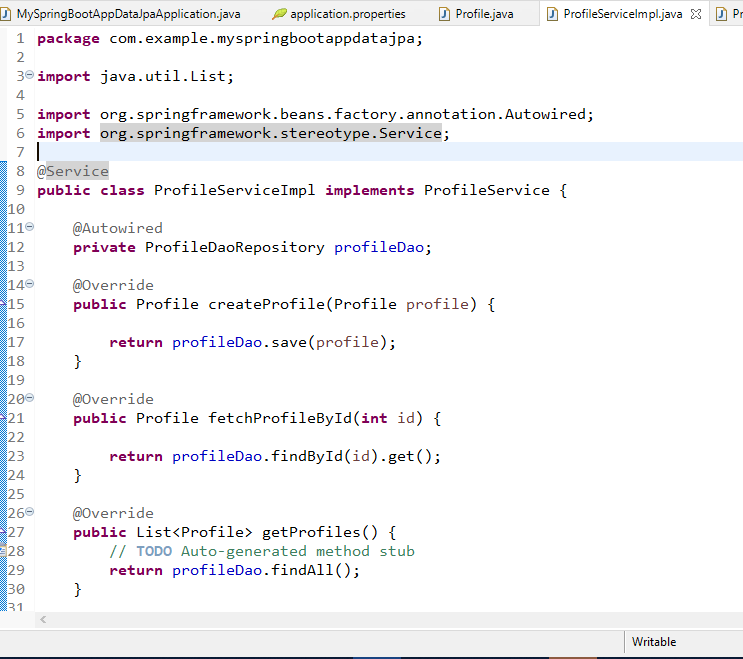 MySpringBootAppDataJpaApplication.java application.properties Profile.java ProfileServiceImpl.java Pr
1 package com.example.myspringbootappdatajpa;
2
3 import java.util.List;
4
5 import org.springframework.beans.factory.annotation.Autowired;
6 import org.springframework.stereotype.Service;
7
8 @Service
9 public class ProfileServiceImpl implements ProfileService {
10
11 @Autowired
12 private ProfileDaoRepository profileDao;
13
14 @Override
15 public Profile createProfile(Profile profile) {
16
17 return profileDao.save(profile);
18 }
19
20 @Override
21 public Profile fetchProfileById(int id) {
22
23 return profileDao.findById(id).get();
24 }
25
26 @Override
27 public List<Profile> getProfiles() {
28 // TODO Auto-generated method stub
29 return profileDao.findAll();
30 }
31
Writable